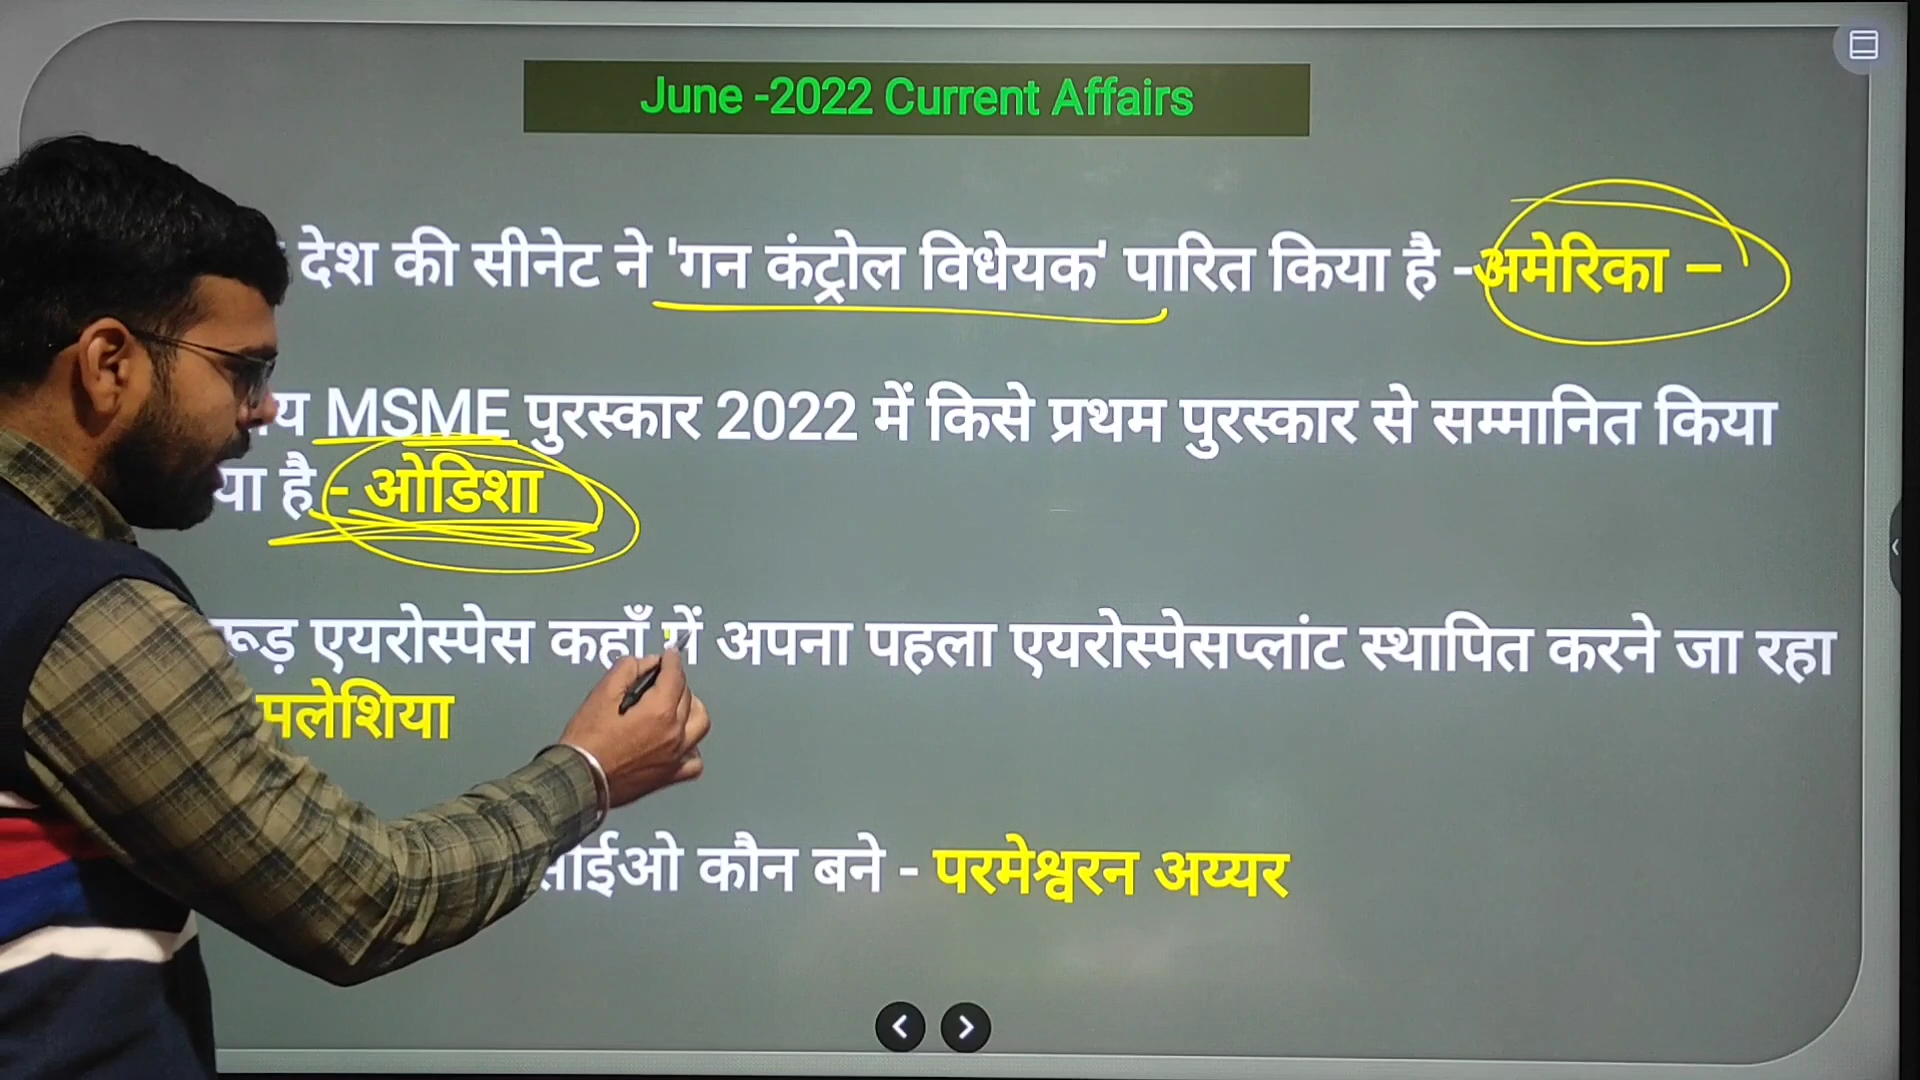 June -2022 Current Affairs
देश की सीनेट ने 'गन कंट्रोल विधेयक' पारित किया है -अमेरिका –
MSME पुरस्कार 2022 में किसे प्रथम पुरस्कार से सम्मानित किया
है - ओडिशा
एयरोस्पेस कहाँ में अपना पहला एयरोस्पेसप्लांट स्थापित करने जा रहा
मलेशिया
कौन बने - परमेश्वरन अय्यर